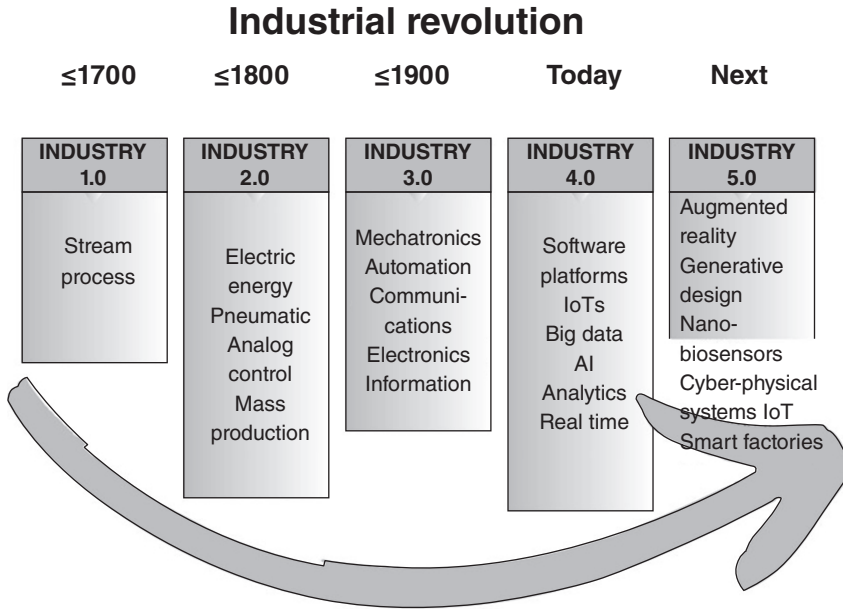 Industrial revolution
≤1700
≤1800
≤1900
Today
Next
INDUSTRY
1.0
Stream
process
INDUSTRY
2.0
Electric
energy
Pneumatic
Analog
control
Mass
production
INDUSTRY
3.0
Mechatronics
Automation
Communi-
cations
Electronics
Information
INDUSTRY
4.0
Software
platforms
IoTs
Big data
AI
Analytics
Real time
INDUSTRY
5.0
Augmented
reality
Generative
design
Nano-
biosensors
Cyber-physical
systems IoT
Smart factories